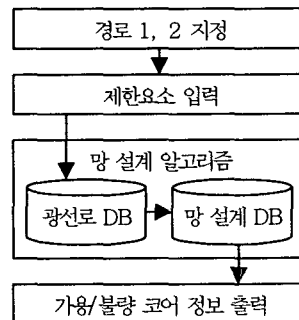 경로 1, 2 지정
제한요소 입력
망 설계 알고리즘
광선로 DB
망 설계 DB
가용/불량 코어 정보 출력